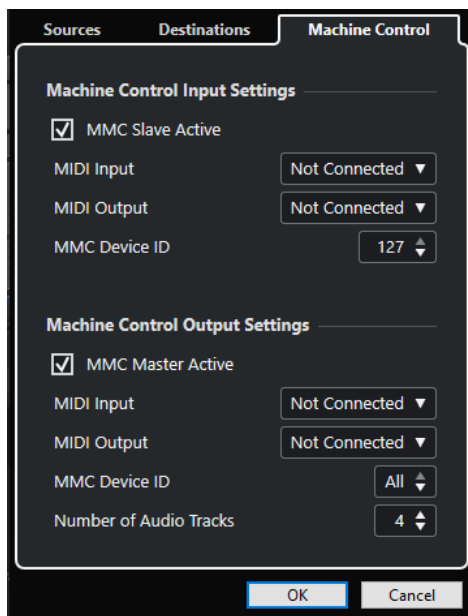 Sources Destinations Machine Control
Machine Control Input Settings
MMC Slave Active
MIDI Input Not Connected
MIDI Output Not Connected
MMC Device ID 127
Machine Control Output Settings
MMC Master Active
MIDI Input Not Connected
MIDI Output Not Connected
MMC Device ID All
Number of Audio Tracks 4
OK Cancel